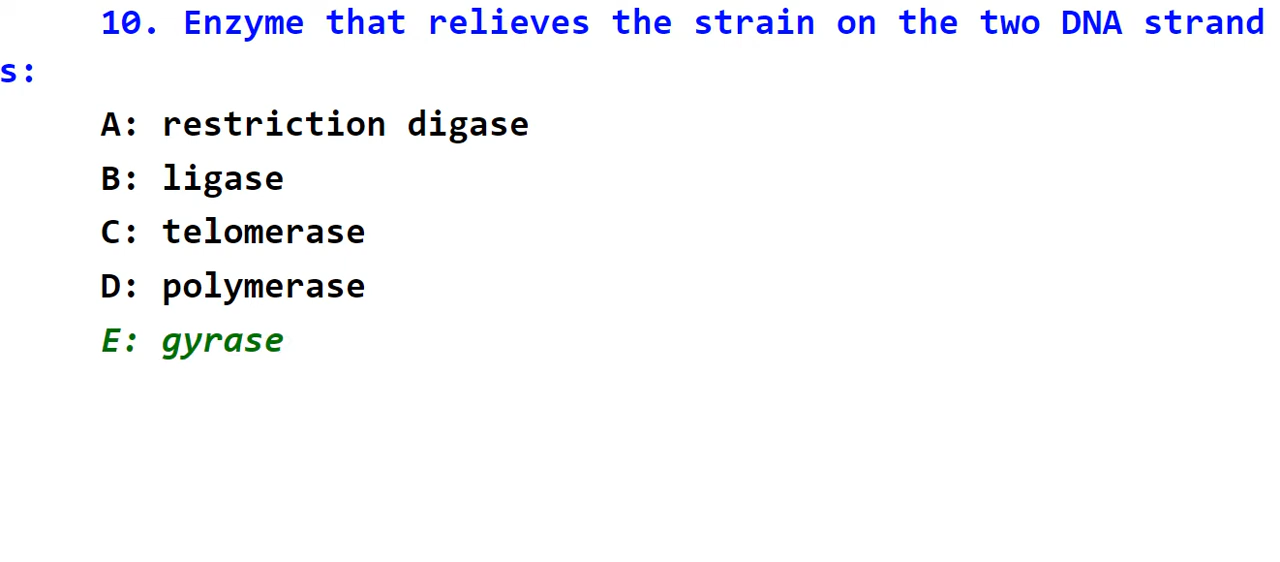 10. Enzyme that relieves the strain on the two DNA strand
s:
A: restriction digase
B: ligase
C: telomerase
D: polymerase
E: gyrase